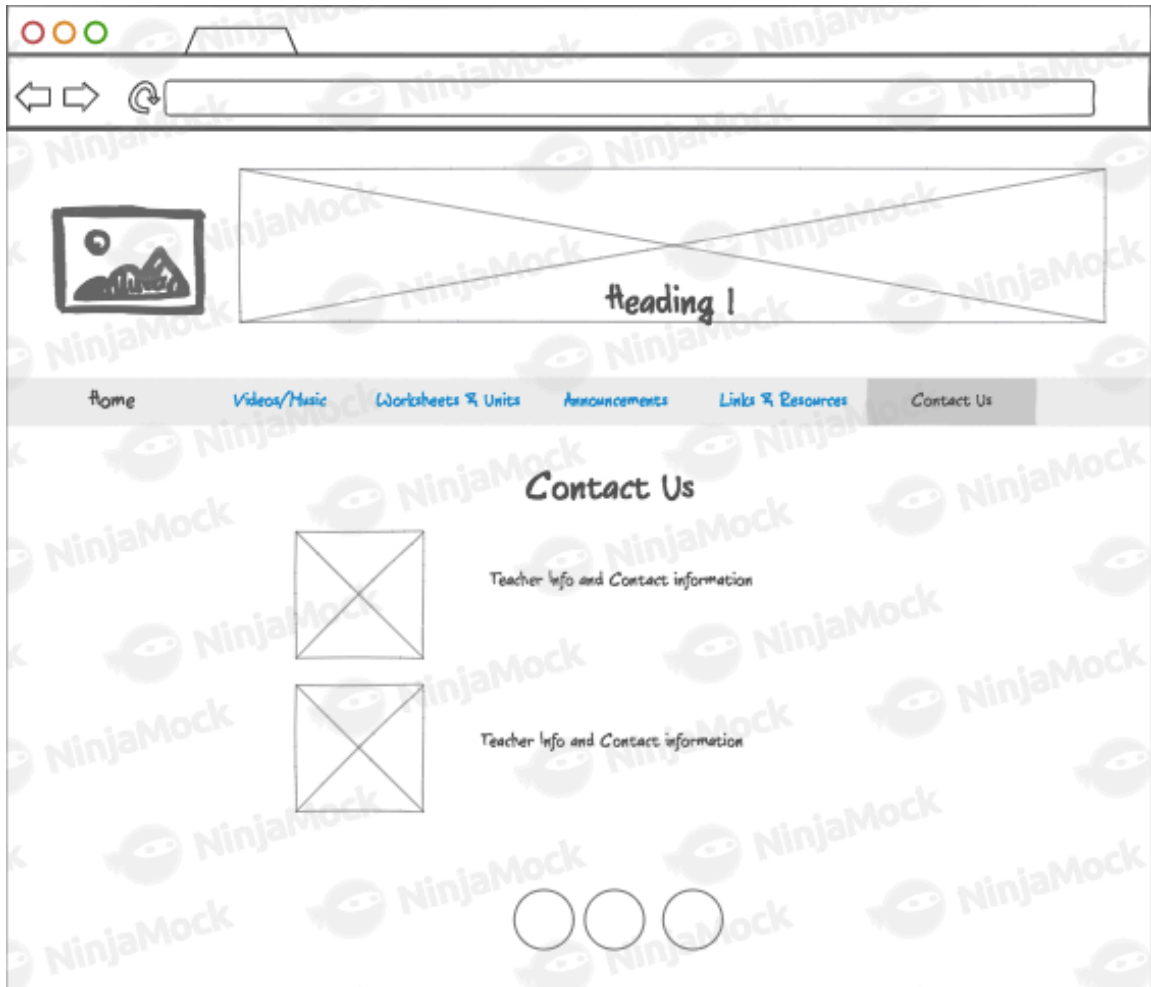 Heading 1
Home Videos/Music Worksheets & Units Announcements Links & Resources Contact Us
Contact Us
Teacher Info and Contact information
Teacher Info and Contact information
NinjaMock